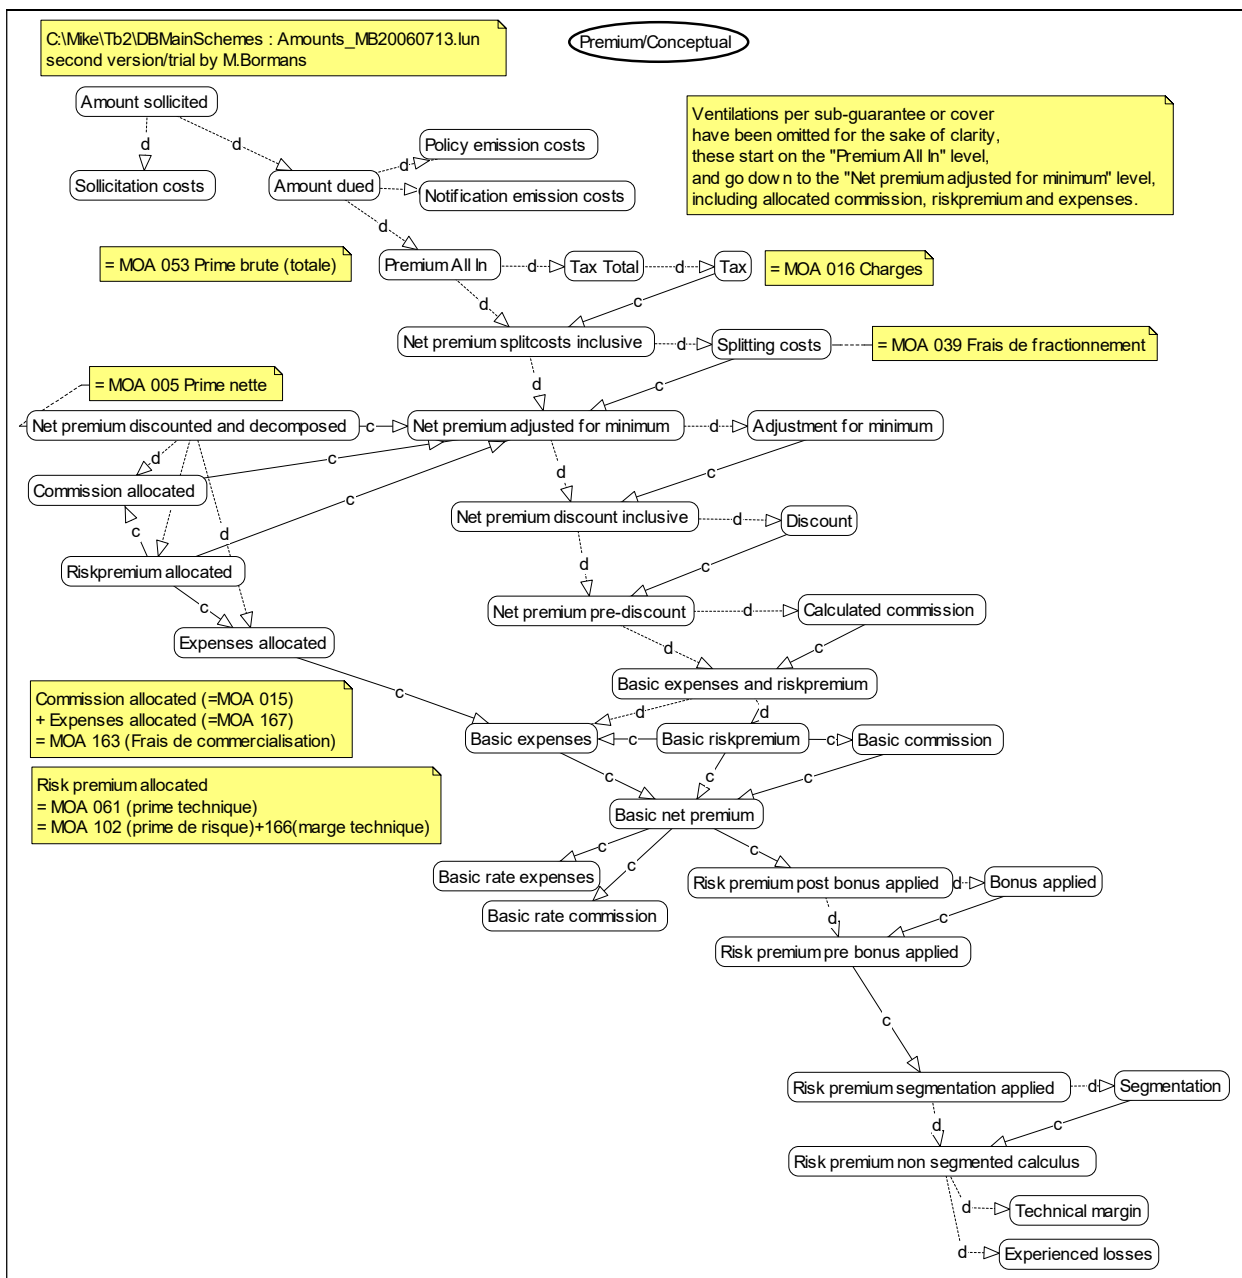 C:\Mike\Tb2\DBMainSchemes : Amounts_MB20060713.lun
second version/trial by M.Bormans
Premium/Conceptual
Amount sollicited
Ventilations per sub-guarantee or cover
have been omitted for the sake of clarity,
these start on the "Premium All In" level,
and go down to the "Net premium adjusted for minimum" level,
including allocated commission, riskpremium and expenses.
d
d
Policy emission costs
d
Sollicitation costs
Amount dued
Notification emission costs
d
d
= MOA 053 Prime brute (totale)
Premium All In
d
Tax Total
d
Tax
= MOA 016 Charges
d
c
Net premium splitcosts inclusive
d
Splitting costs
= MOA 039 Frais de fractionnement
= MOA 005 Prime nette
d
c
Net premium discounted and decomposed
c
Net premium adjusted for minimum
d
Adjustment for minimum
d
c
d
c
Commission allocated
c
Net premium discount inclusive
d
Discount
c
d
d
c
Riskpremium allocated
c
Net premium pre-discount
d
Calculated commission
Expenses allocated
d
c
c
Basic expenses and riskpremium
Commission allocated (=MOA 015)
+ Expenses allocated (=MOA 167)
= MOA 163 (Frais de commercialisation)
d
d
Basic expenses
c
Basic riskpremium
c
Basic commission
c
c
c
Risk premium allocated
= MOA 061 (prime technique)
= MOA 102 (prime de risque)+166(marge technique)
Basic net premium
c
c
c
Basic rate expenses
Risk premium post bonus applied
d
Bonus applied
Basic rate commission
d
c
Risk premium pre bonus applied
c
Risk premium segmentation applied
d
Segmentation
d
c
Risk premium non segmented calculus
d
Technical margin
d
Experienced losses